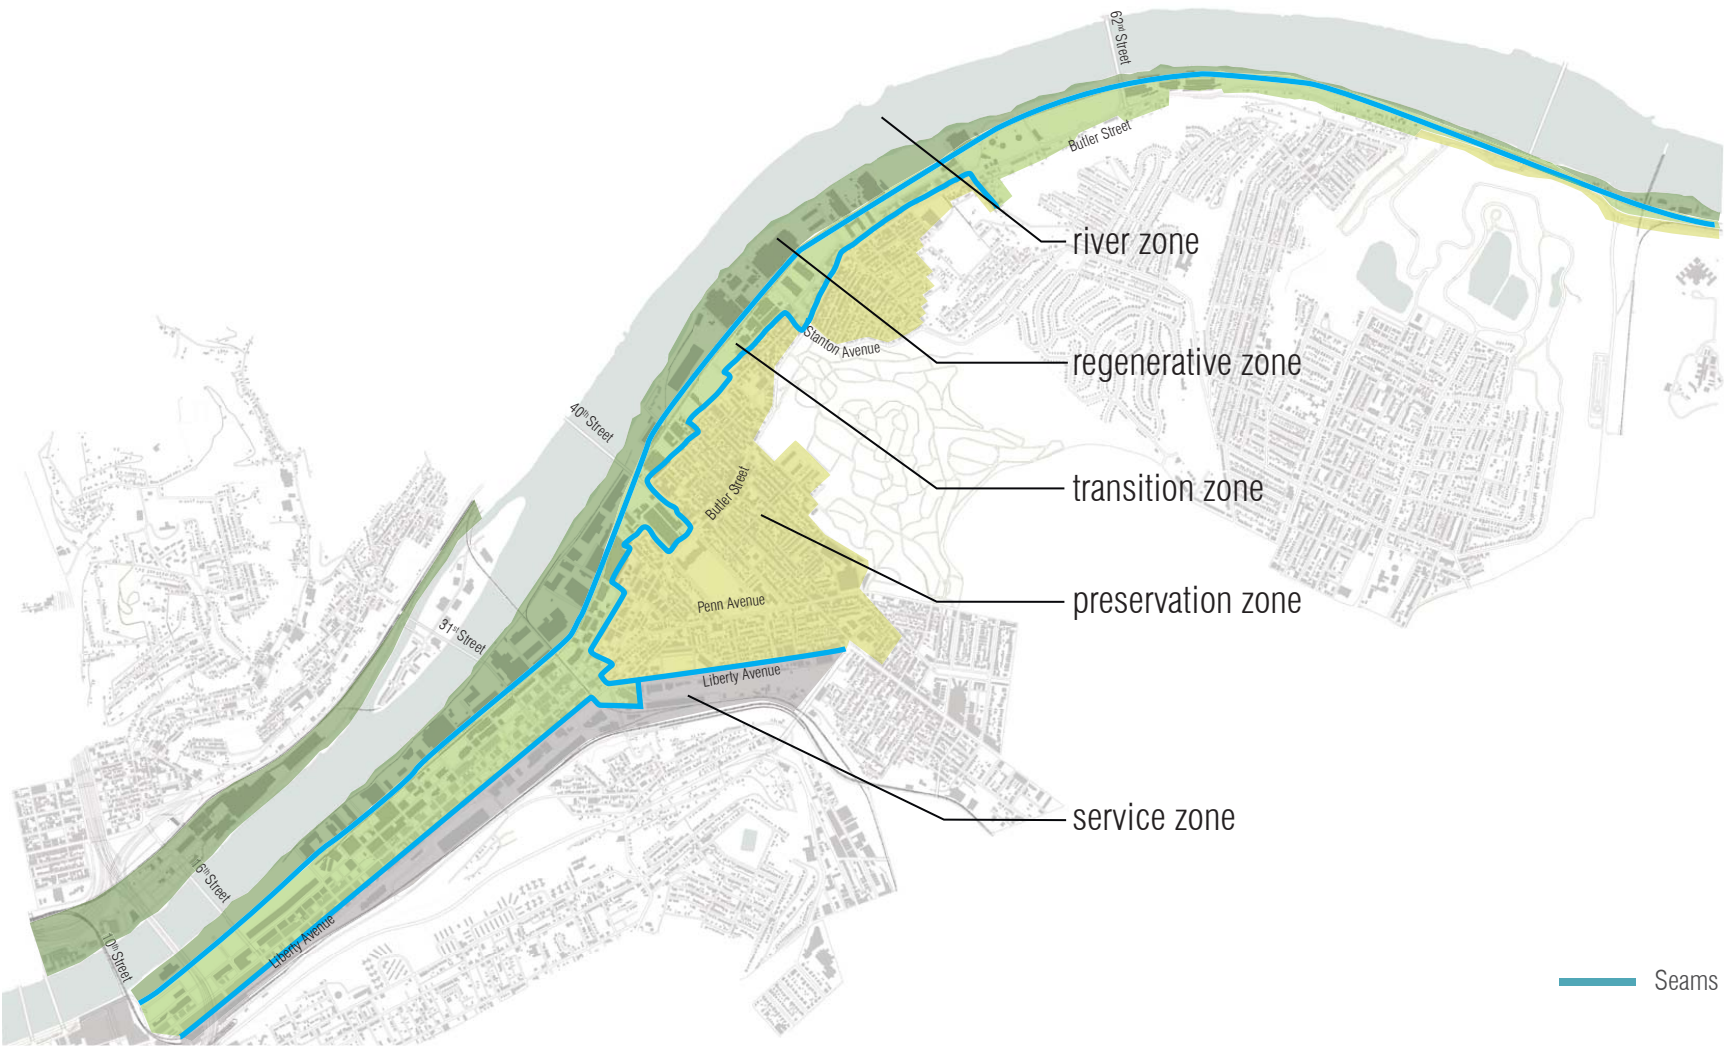 62nd Street
Butler Street
river zone
Stanton Avenue
regenerative zone
40th Street
transition zone
Butler Street
preservation zone
Penn Avenue
31st Street
Liberty Avenue
service zone
16th Street
Liberty Avenue
10th Street
Seams